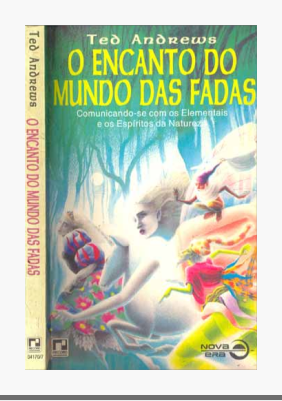 Ted Andrews
O ENCANTO DO MUNDO DAS FADAS
Ted Andrews
O ENCANTO DO
MUNDO DAS FADAS
Comunicando-se com os Elementais
e os Espíritos da Natureza
NOVA
ERA